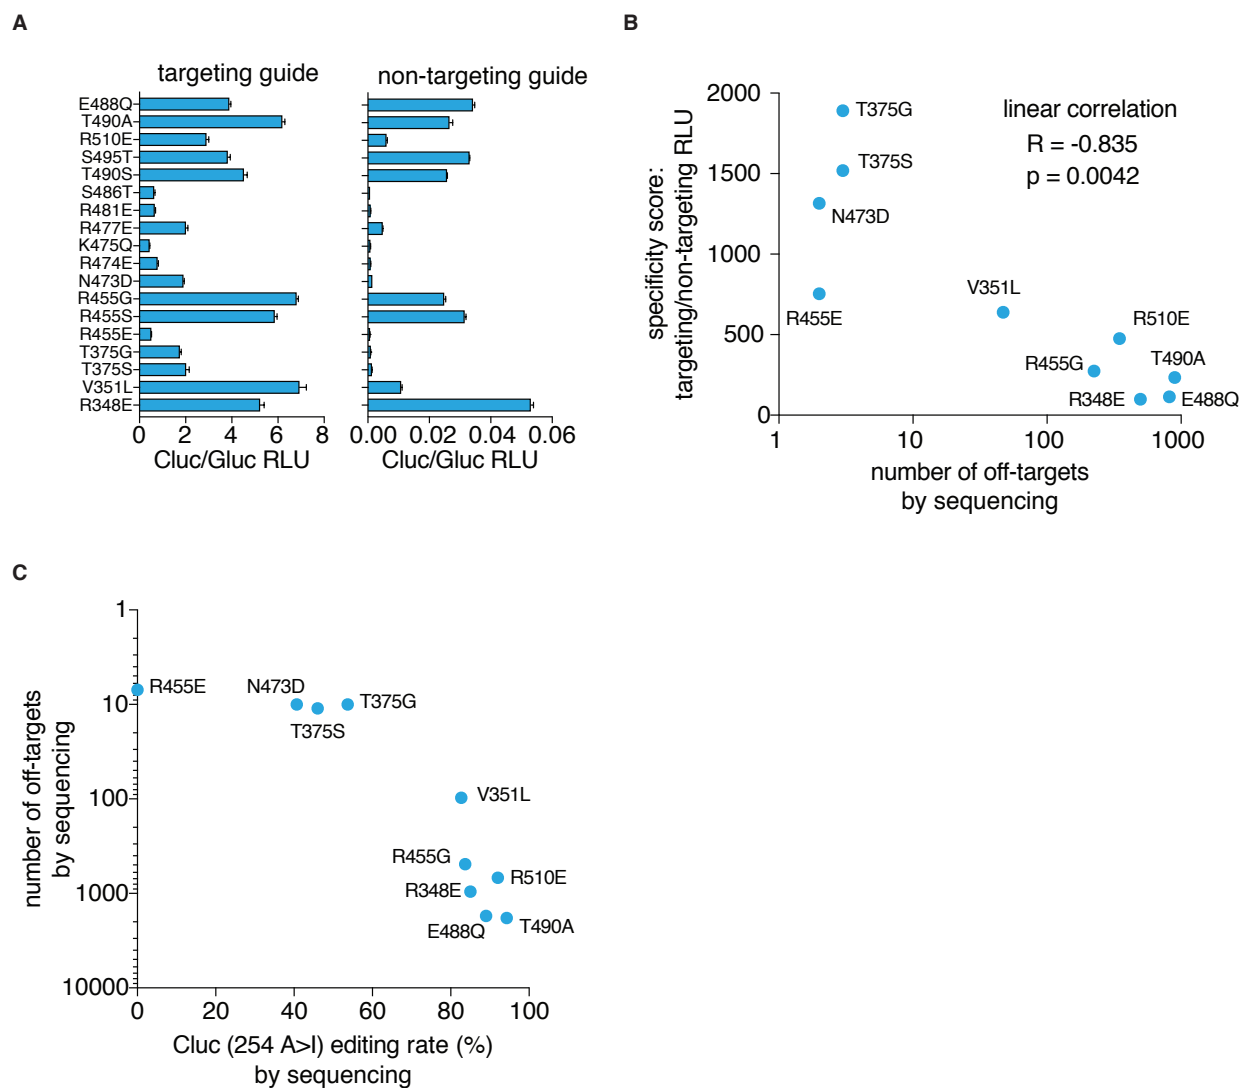 A
targeting guide
non-targeting guide
E488Q
T490A
R510E
S495T
T490S
S486T
R481E
R477E
K475Q
R474E
N473D
R455G
R455S
R455E
T375G
T375S
V351L
R348E
0 2 4 6 8
0.00 0.02 0.04 0.06
Cluc/Gluc RLU
Cluc/Gluc RLU
B
specificity score:
targeting/non-targeting RLU
2000
1500
1000
500
0
linear correlation
R = -0.835
p = 0.0042
T375G
T375S
N473D
R455E
V351L
R510E
R455G
T490A
R348E
E488Q
1 10 100 1000
number of off-targets
by sequencing
C
number of off-targets
by sequencing
1
10
100
1000
10000
R455E
N473D
T375G
T375S
V351L
R455G
R510E
R348E
E488Q
T490A
0 20 40 60 80 100
Cluc (254 A>I) editing rate (%)
by sequencing